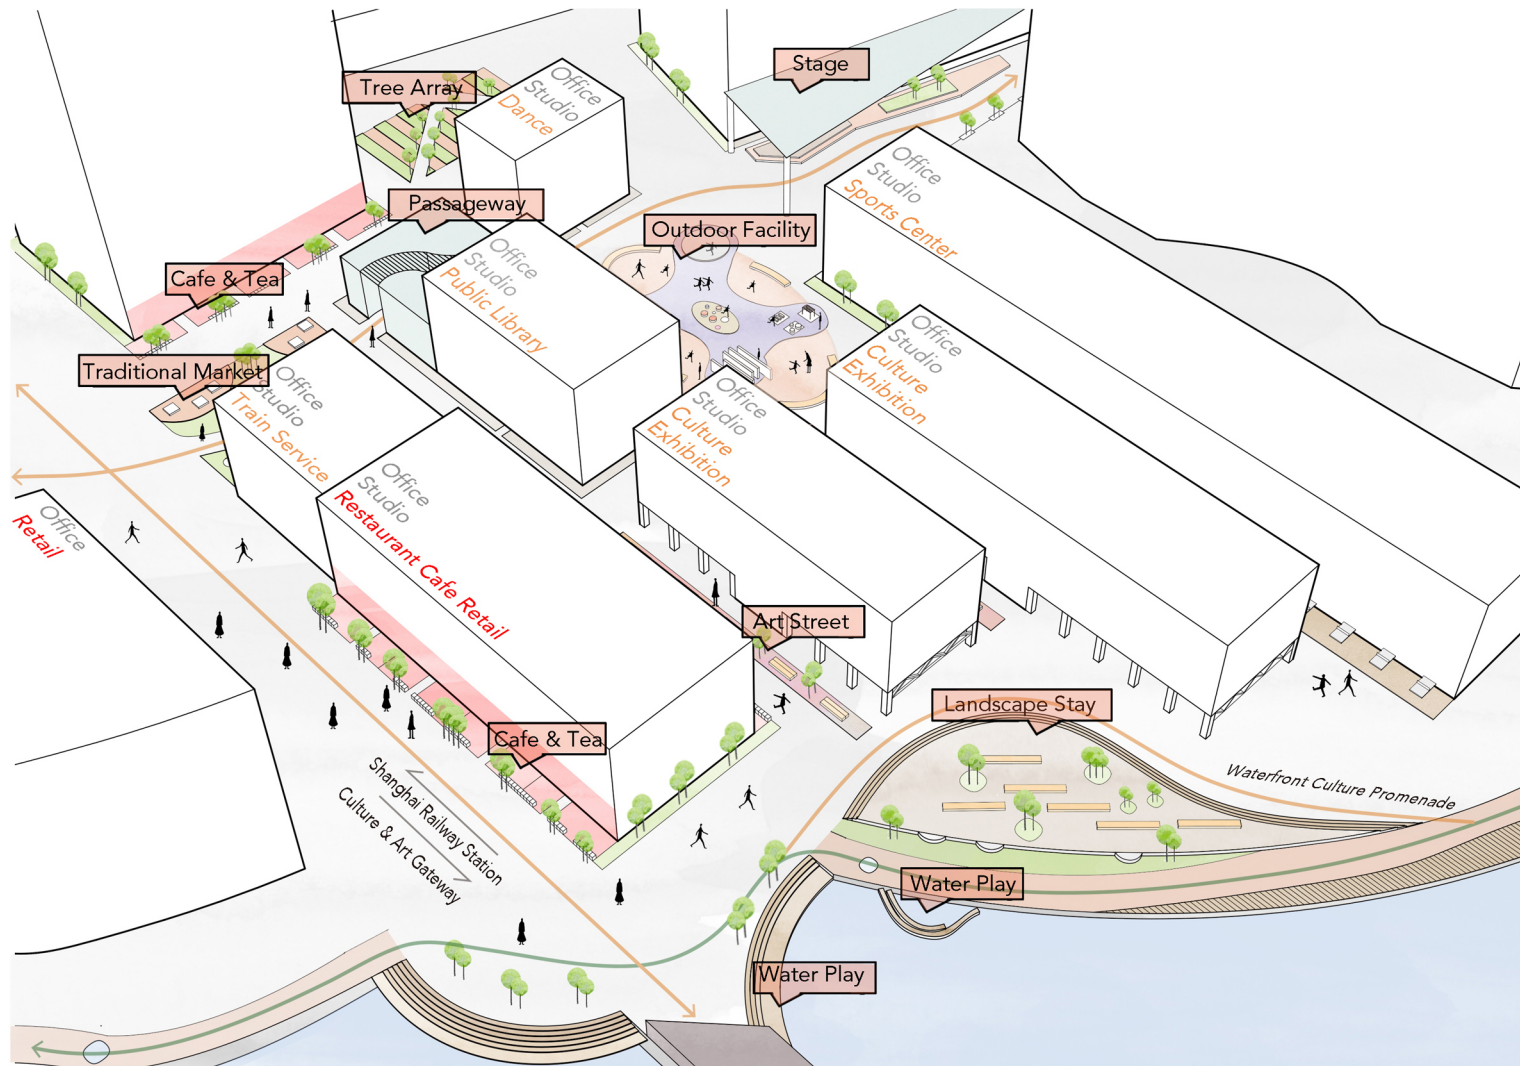 Stage
Tree Array
Office
Studio
Dance
Passageway
Office
Studio
Sports Center
Outdoor Facility
Cafe & Tea
Office
Studio
Public Library
Traditional Market
Office
Studio
Train Service
Office
Studio
Culture
Exhibition
Office
Studio
Culture
Exhibition
Office
Studio
Restaurant Cafe Retail
Office
Retail
Art Street
Landscape Stay
Cafe & Tea
Waterfront Culture Promenade
Shanghai Railway Station
Culture & Art Gateway
Water Play
Water Play